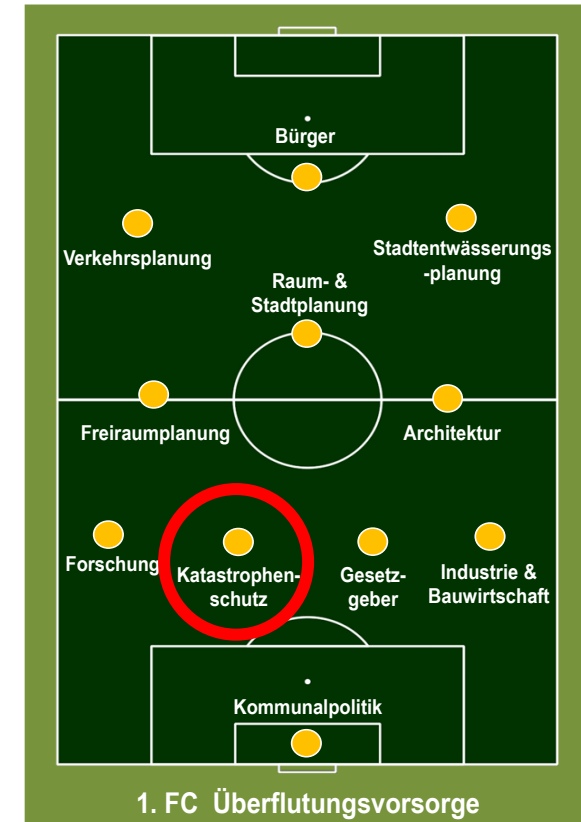 Bürger
Verkehrsplanung
Stadtentwässerungs
-planung
Raum- &
Stadtplanung
Freiraumplanung
Architektur
Forschung
Katastrophen-
schutz
Gesetz-
geber
Industrie &
Bauwirtschaft
Kommunalpolitik
1. FC Überflutungsvorsorge